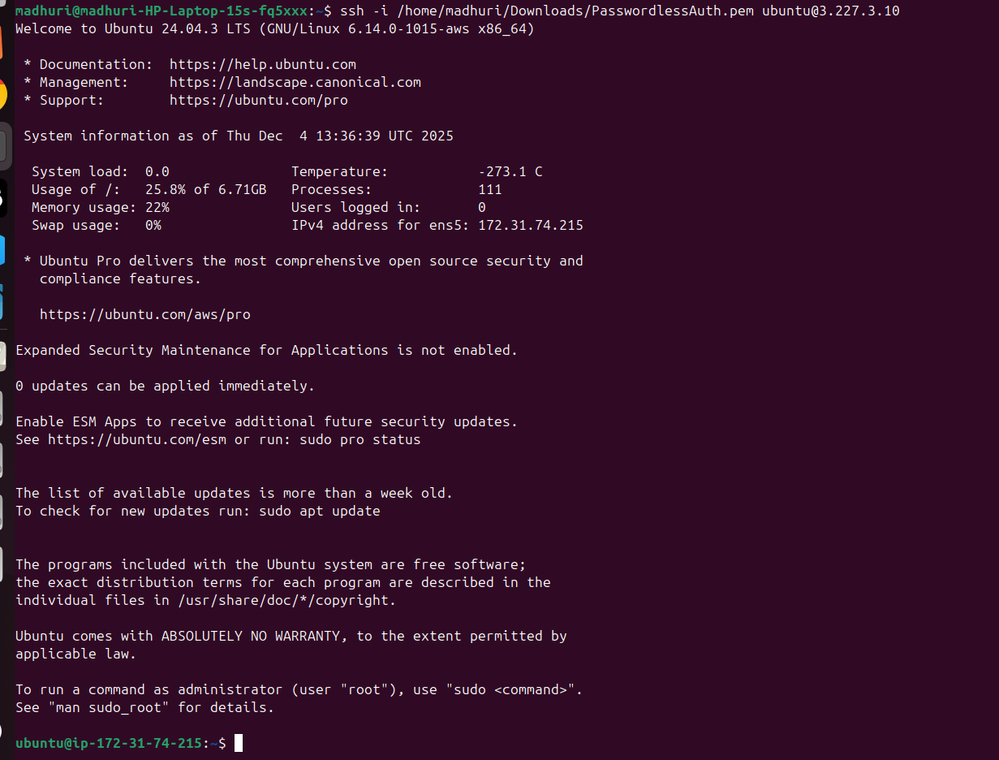 madhuri@madhuri-HP-Laptop-15s-fq5xxx:~$ ssh -i /home/madhuri/Downloads/PasswordlessAuth.pem ubuntu@3.227.3.10
Welcome to Ubuntu 24.04.3 LTS (GNU/Linux 6.14.0-1015-aws x86_64)

 * Documentation:  https://help.ubuntu.com
 * Management:     https://landscape.canonical.com
 * Support:        https://ubuntu.com/pro

 System information as of Thu Dec  4 13:36:39 UTC 2025

  System load:  0.0               Temperature:           -273.1 C
  Usage of /:   25.8% of 6.71GB   Processes:             111
  Memory usage: 22%               Users logged in:       0
  Swap usage:   0%                IPv4 address for ens5: 172.31.74.215

 * Ubuntu Pro delivers the most comprehensive open source security and
   compliance features.

   https://ubuntu.com/aws/pro

Expanded Security Maintenance for Applications is not enabled.

0 updates can be applied immediately.

Enable ESM Apps to receive additional future security updates.
See https://ubuntu.com/esm or run: sudo pro status


The list of available updates is more than a week old.
To check for new updates run: sudo apt update


The programs included with the Ubuntu system are free software;
the exact distribution terms for each program are described in the
individual files in /usr/share/doc/*/copyright.

Ubuntu comes with ABSOLUTELY NO WARRANTY, to the extent permitted by
applicable law.

To run a command as administrator (user "root"), use "sudo <command>".
See "man sudo_root" for details.

ubuntu@ip-172-31-74-215:~$